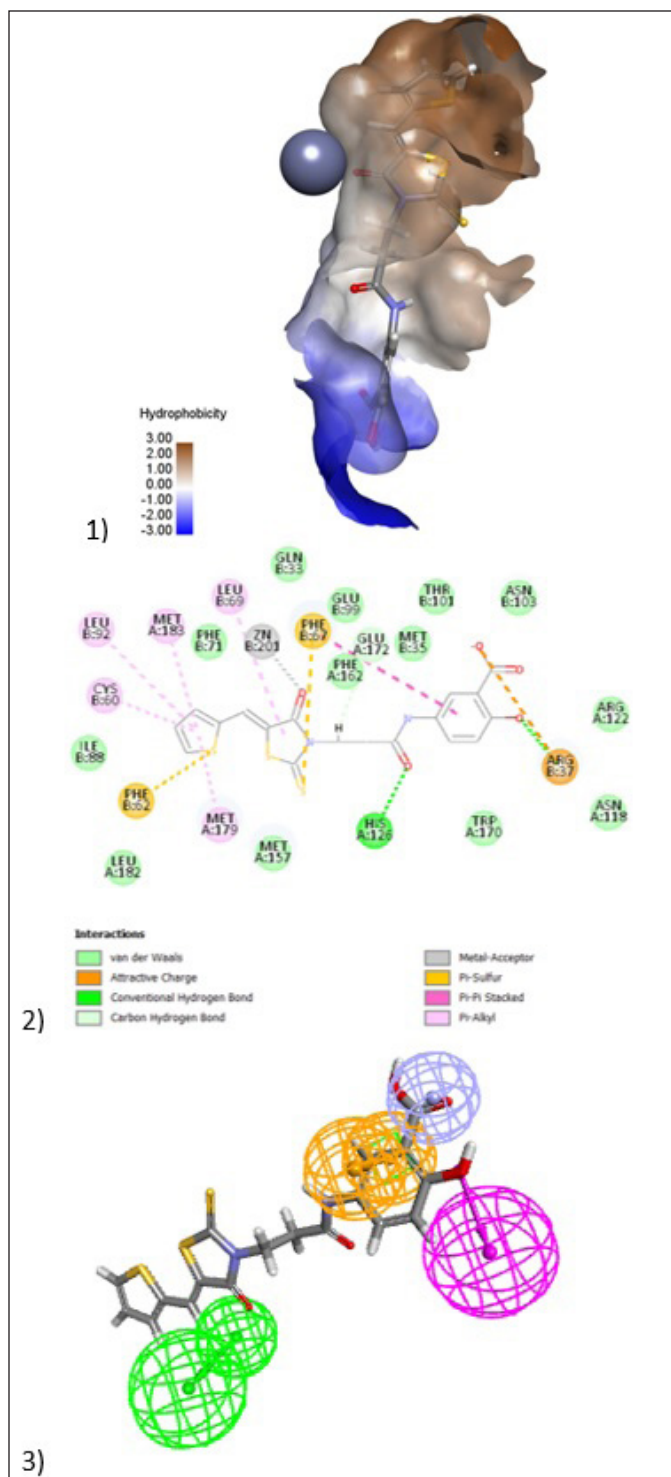 Hydrophobicity
3.00
2.00
1.00
0.00
-1.00
-2.00
-3.00
1)
GLN
B:33
LEU
B:69
GLU
B:99
THR
B:101
ASN
B:103
LEU
B:92
MET
A:183
PHE
B:71
ZN
B:201
PHE
B:67
GLU
A:172
MET
B:35
PHE
A:162
CYS
B:60
H
ARG
A:122
ILE
B:88
ARG
B:37
PHE
B:62
MET
A:179
MET
A:157
HIS
A:126
TRP
A:170
ASN
A:118
LEU
A:182
Interactions
van der Waals
Attractive Charge
Conventional Hydrogen Bond
Carbon Hydrogen Bond
Metal-Acceptor
Pi-Sulfur
Pi-Pi Stacked
Pi-Alkyl
2)
3)